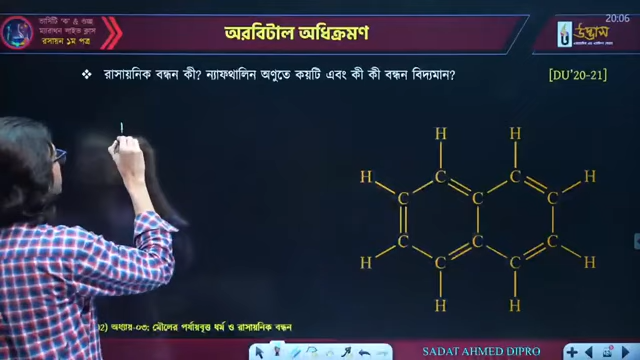 ভার্সিটি 'ক' ও গুচ্ছ
ম্যারাথন লাইভ ক্লাস
রসায়ন ১ম পত্র
অরবিটাল অধিক্রমণ
20:06
উদ্ভাস
❖ রাসায়নিক বন্ধন কী? ন্যাফথালিন অণুতে কয়টি এবং কী কী বন্ধন বিদ্যমান?
[DU'20-21]
H H
H C C H
C C C
C C C
H C C H
H H
অধ্যায়-০৩: মৌলের পর্যায়বৃত্ত ধর্ম ও রাসায়নিক বন্ধন
SADAT AHMED DIPRO